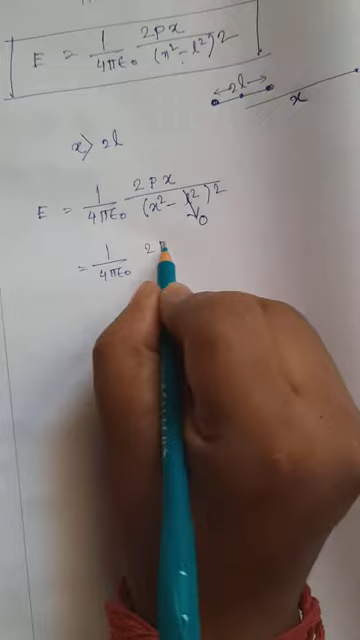 E = 1/4πε₀ 2px/(x² - l²)²
2l
x
x > 2l
E = 1/4πε₀ 2px/(x² - l²)² 0
= 1/4πε₀ 2